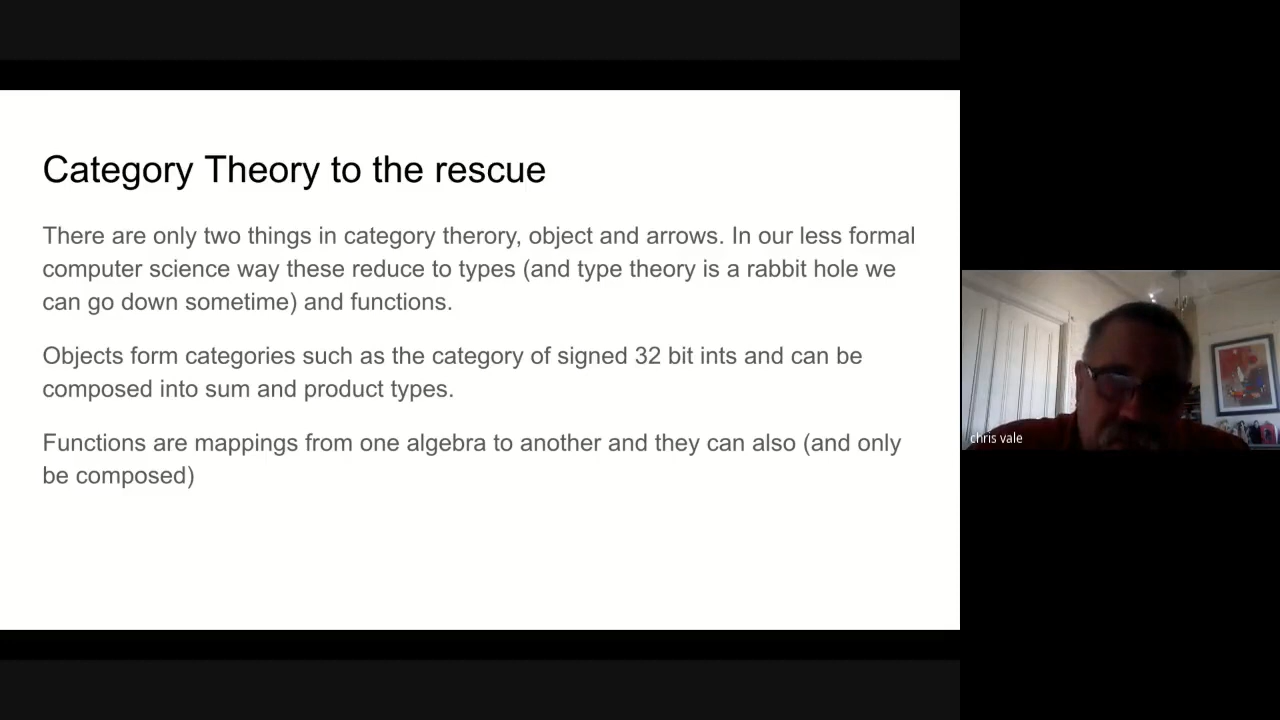 Category Theory to the rescue
There are only two things in category therory, object and arrows. In our less formal
computer science way these reduce to types (and type theory is a rabbit hole we
can go down sometime) and functions.
Objects form categories such as the category of signed 32 bit ints and can be
composed into sum and product types.
Functions are mappings from one algebra to another and they can also (and only
be composed)
chris vale